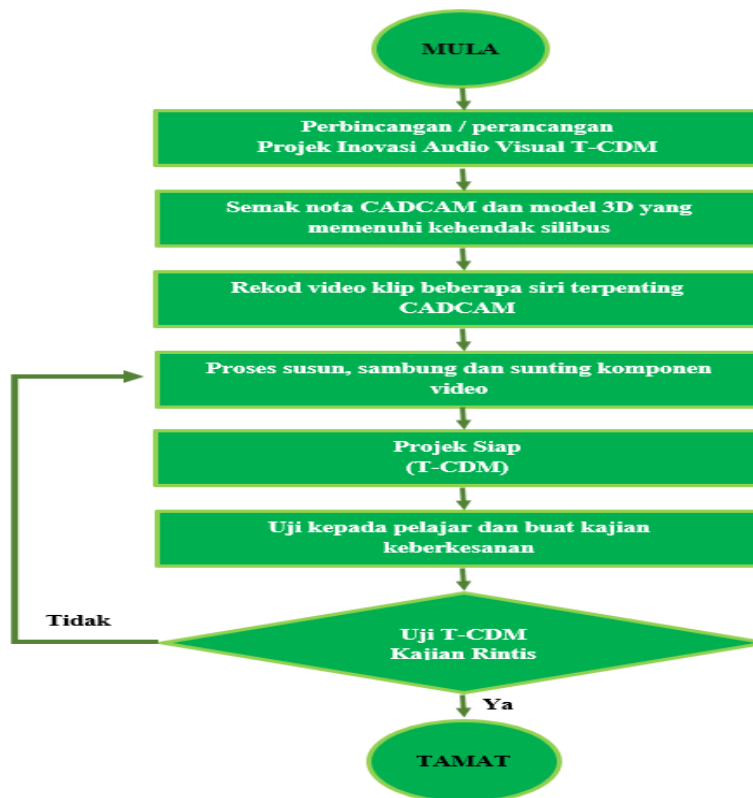 MULA
Perbincangan / perancangan
Projek Inovasi Audio Visual T-CDM
Semak nota CADCAM dan model 3D yang
memenuhi kehendak silibus
Rekod video klip beberapa siri terpenting
CADCAM
Proses susun, sambung dan sunting komponen
video
Projek Siap
(T-CDM)
Uji kepada pelajar dan buat kajian
keberkesanan
Tidak
Uji T-CDM
Kajian Rintis
Ya
TAMAT